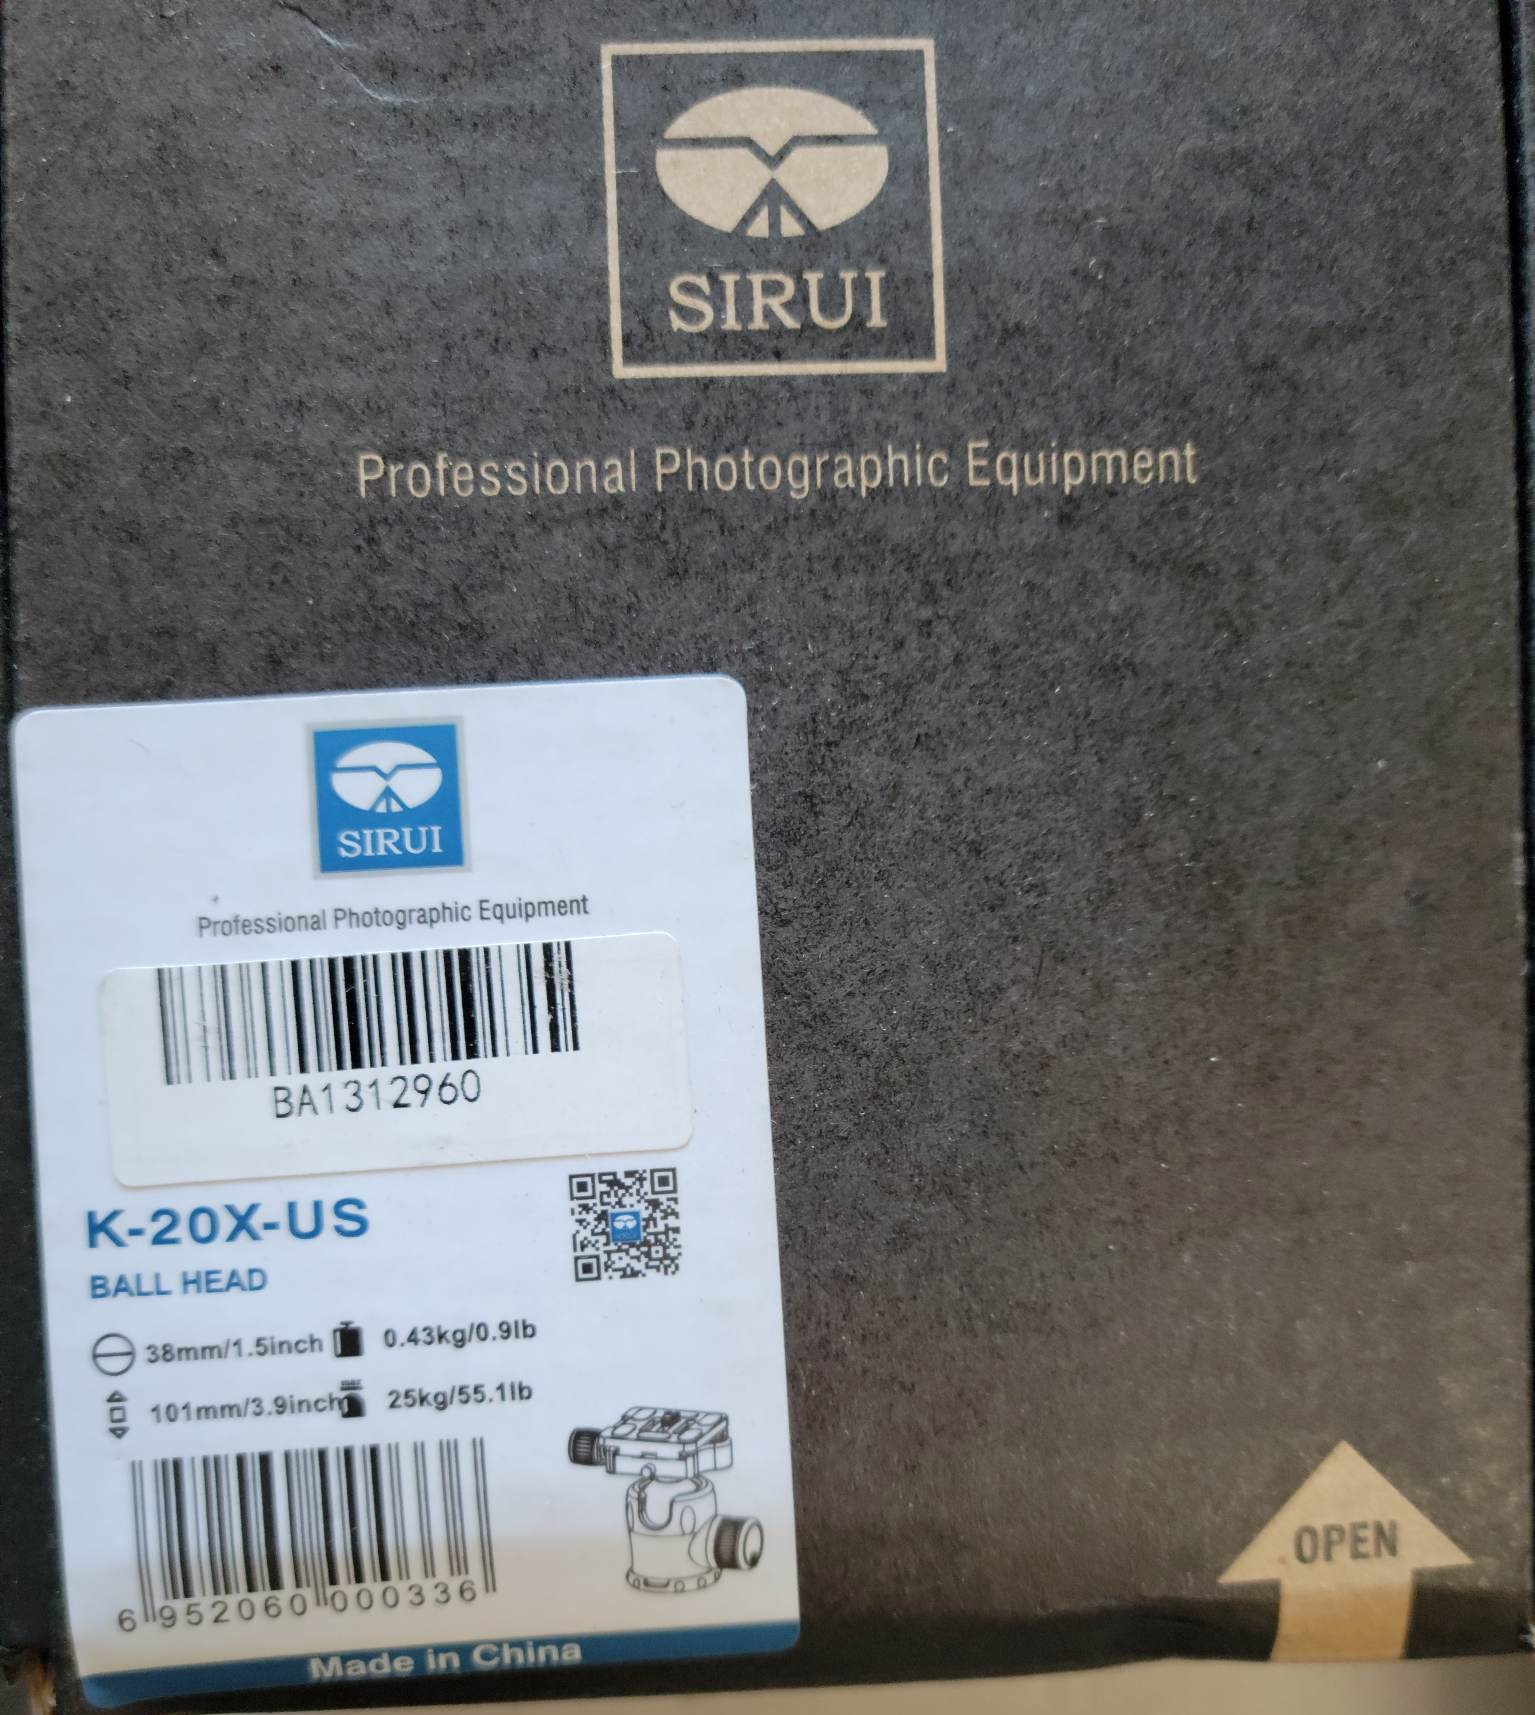 SIRUI
Professional Photographic Equipment
SIRUI
Professional Photographic Equipment
BA1312960
K-20X-US
BALL HEAD
38mm/1.5inch 0.43kg/0.9lb
101mm/3.9inch 25kg/55.1lb
6 952060 000336
Made in China
OPEN